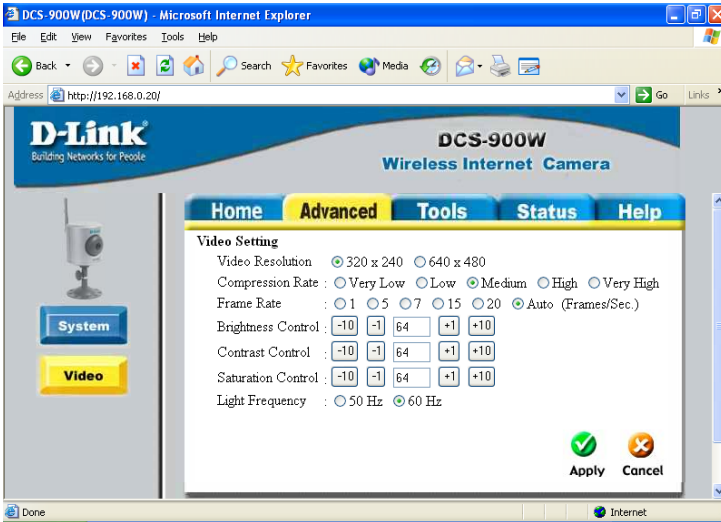 DCS-900W(DCS-900W) - Microsoft Internet Explorer
File Edit View Favorites Tools Help
Back Search Favorites Media
Address http://192.168.0.20/ Go Links
D-Link
Building Networks for People
DCS-900W
Wireless Internet Camera
Home Advanced Tools Status Help
System
Video
Video Setting
Video Resolution 320 x 240 640 x 480
Compression Rate : Very Low Low Medium High Very High
Frame Rate : 1 5 7 15 20 Auto (Frames/Sec.)
Brightness Control : -10 -1 64 +1 +10
Contrast Control : -10 -1 64 +1 +10
Saturation Control : -10 -1 64 +1 +10
Light Frequency : 50 Hz 60 Hz
Apply Cancel
Done Internet